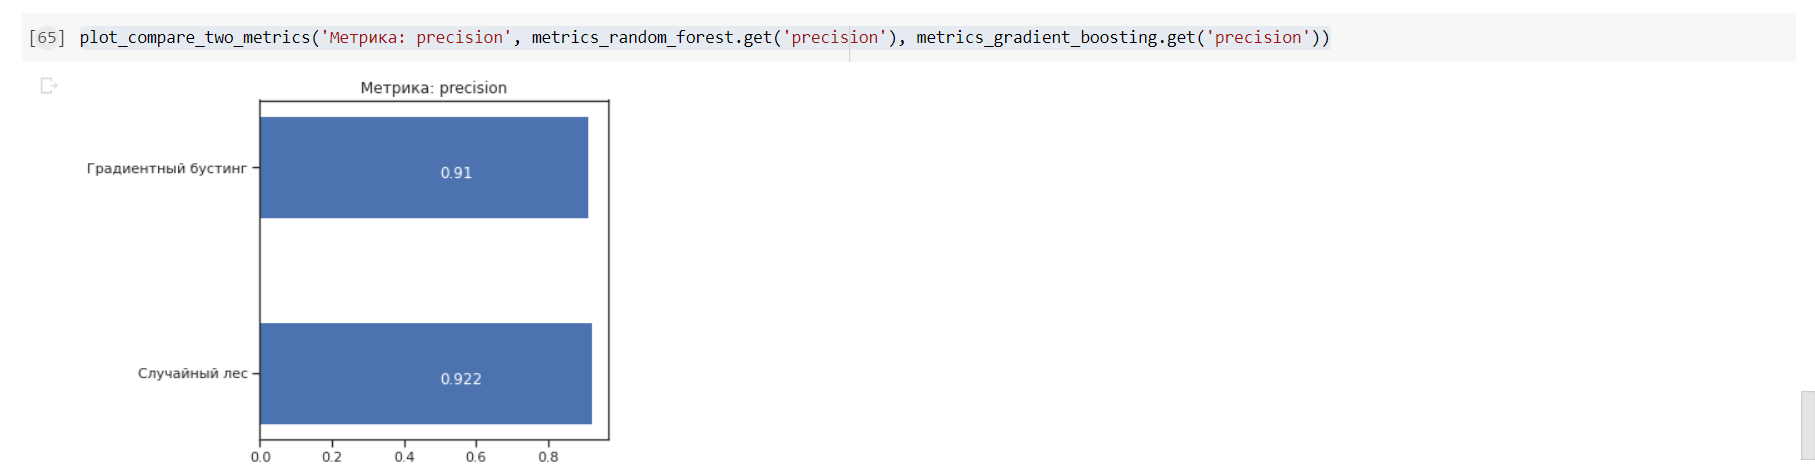 [65] plot_compare_two_metrics('Метрика: precision', metrics_random_forest.get('precision'), metrics_gradient_boosting.get('precision'))
Метрика: precision
Градиентный бустинг
0.91
Случайный лес
0.922
0.0 0.2 0.4 0.6 0.8